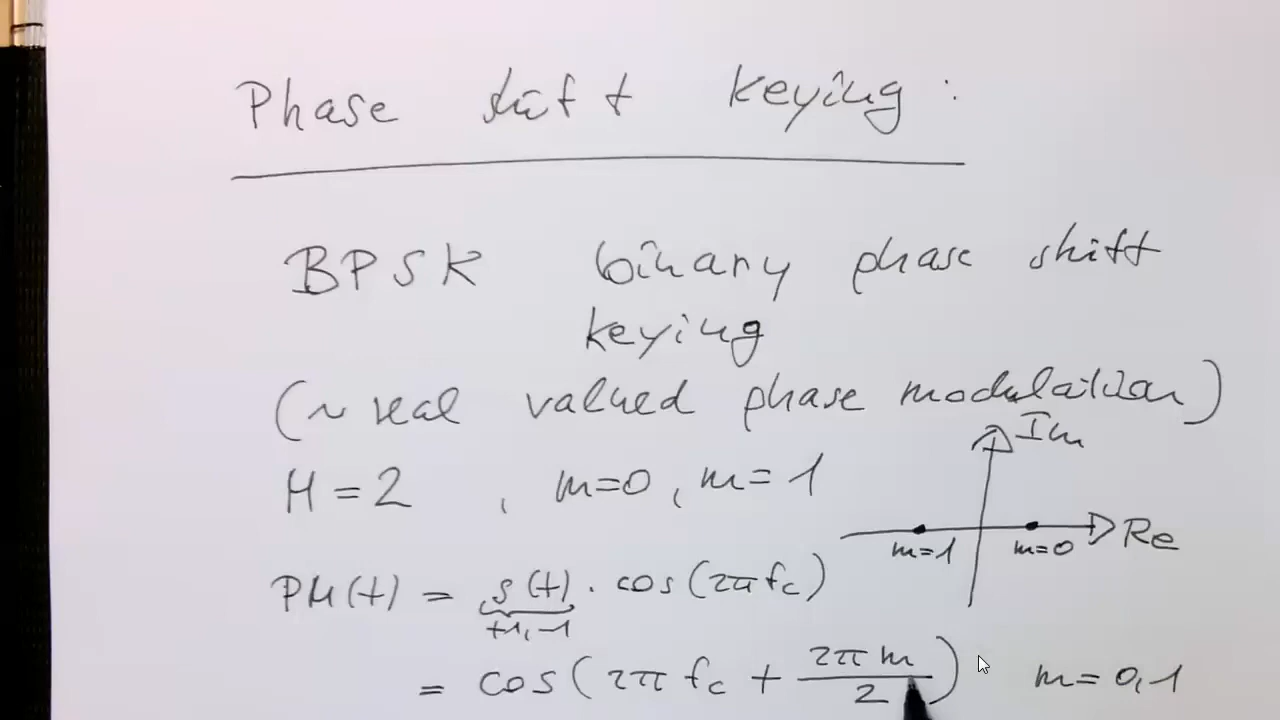 Phase shift keying :
BPSK binary phase shift
keying
(~ real valued phase modulation)
M = 2 , m=0, m=1
Im
Re
m=1 m=0
PM(t) = s(t) · cos(2πfc)
+1,-1
= cos(2πfc + 2πm/2) m=0,1